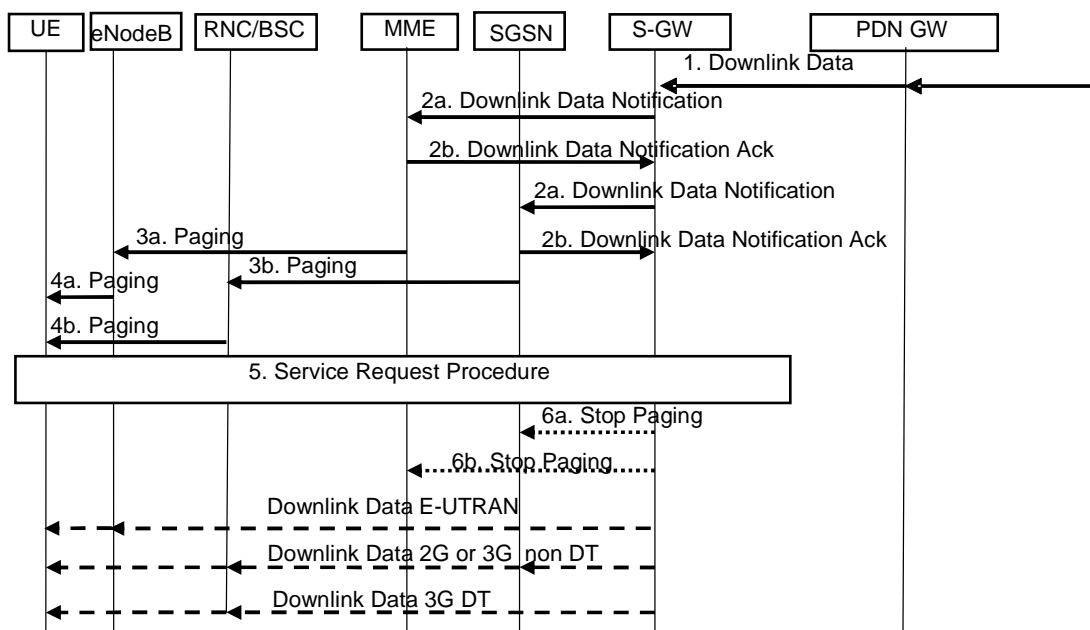 UE
eNodeB
RNC/BSC
MME
SGSN
S-GW
PDN GW
1. Downlink Data
2a. Downlink Data Notification
2b. Downlink Data Notification Ack
2a. Downlink Data Notification
3a. Paging
2b. Downlink Data Notification Ack
3b. Paging
4a. Paging
4b. Paging
5. Service Request Procedure
6a. Stop Paging
6b. Stop Paging
Downlink Data E-UTRAN
Downlink Data 2G or 3G non DT
Downlink Data 3G DT